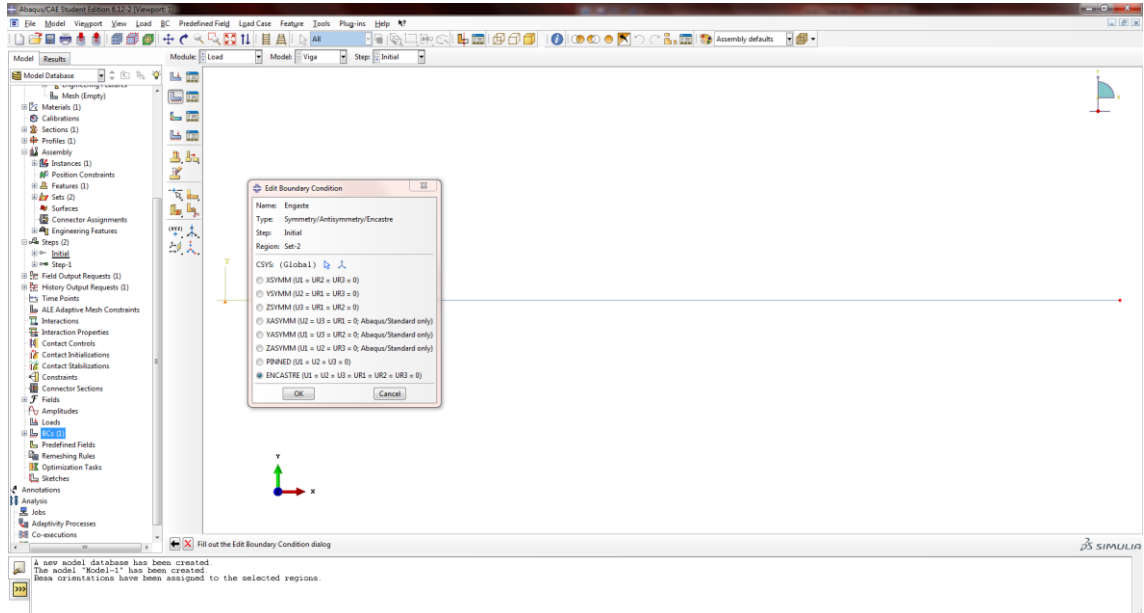 Abaqus/CAE Student Edition 6.12-2 [Viewport: 1]
File Model Viewport View Load BC Predefined Field Load Case Feature Tools Plug-ins Help
All Assembly defaults
Model Results Module: Load Model: Viga Step: Initial
Model Database
Engineering Features
Mesh (Empty)
Materials (1)
Calibrations
Sections (1)
Profiles (1)
Assembly
Instances (1)
Position Constraints
Features (1)
Sets (2)
Surfaces
Connector Assignments
Engineering Features
Steps (2)
Initial
Step-1
Field Output Requests (1)
History Output Requests (1)
Time Points
ALE Adaptive Mesh Constraints
Interactions
Interaction Properties
Contact Controls
Contact Initializations
Contact Stabilizations
Constraints
Connector Sections
Fields
Amplitudes
Loads
BCs (1)
Predefined Fields
Remeshing Rules
Optimization Tasks
Sketches
Annotations
Analysis
Jobs
Adaptivity Processes
Co-executions
(XYZ)
Edit Boundary Condition
Name: Engaste
Type: Symmetry/Antisymmetry/Encastre
Step: Initial
Region: Set-2
CSYS: (Global)
XSYMM (U1 = UR2 = UR3 = 0)
YSYMM (U2 = UR1 = UR3 = 0)
ZSYMM (U3 = UR1 = UR2 = 0)
XASYMM (U2 = U3 = UR1 = 0; Abaqus/Standard only)
YASYMM (U1 = U3 = UR2 = 0; Abaqus/Standard only)
ZASYMM (U1 = U2 = UR3 = 0; Abaqus/Standard only)
PINNED (U1 = U2 = U3 = 0)
ENCASTRE (U1 = U2 = U3 = UR1 = UR2 = UR3 = 0)
OK Cancel
Y
Y
X
Fill out the Edit Boundary Condition dialog
SIMULIA
A new model database has been created.
The model "Model-1" has been created.
Beam orientations have been assigned to the selected regions.
>>>